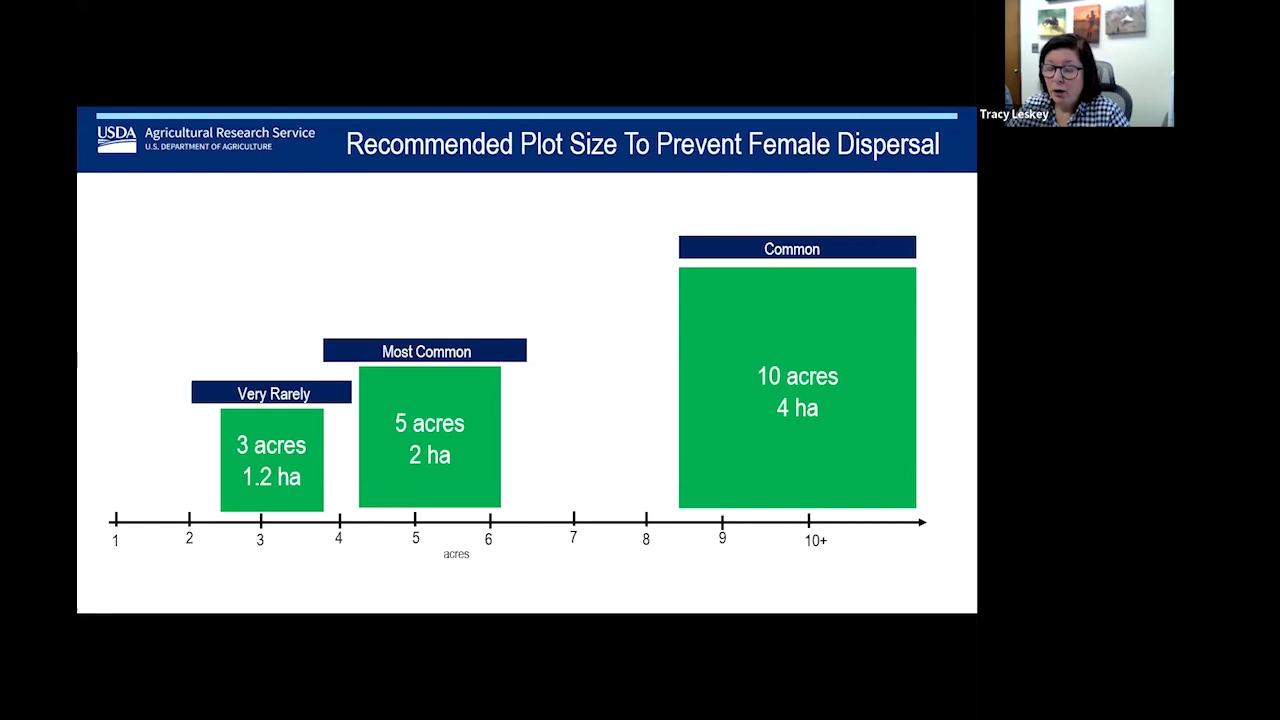 Tracy Leskey
USDA
Agricultural Research Service
U.S. DEPARTMENT OF AGRICULTURE
Recommended Plot Size To Prevent Female Dispersal
Common
10 acres
4 ha
Most Common
5 acres
2 ha
Very Rarely
3 acres
1.2 ha
1 2 3 4 5 6 7 8 9 10+
acres